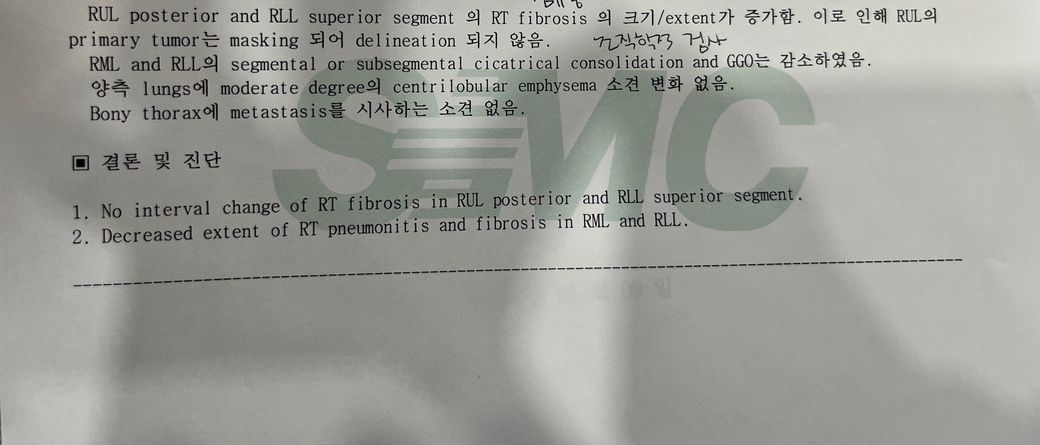 RUL posterior and RLL superior segment 의 RT fibrosis 의 크기/extent가 증가함. 이로 인해 RUL의
primary tumor는 masking 되어 delineation 되지 않음. 조직학적 검사
RML and RLL의 segmental or subsegmental cicatrical consolidation and GGO는 감소하였음.
양측 lungs에 moderate degree의 centrilobular emphysema 소견 변화 없음.
Bony thorax에 metastasis를 시사하는 소견 없음.
▣ 결론 및 진단
1. No interval change of RT fibrosis in RUL posterior and RLL superior segment.
2. Decreased extent of RT pneumonitis and fibrosis in RML and RLL.
SMC